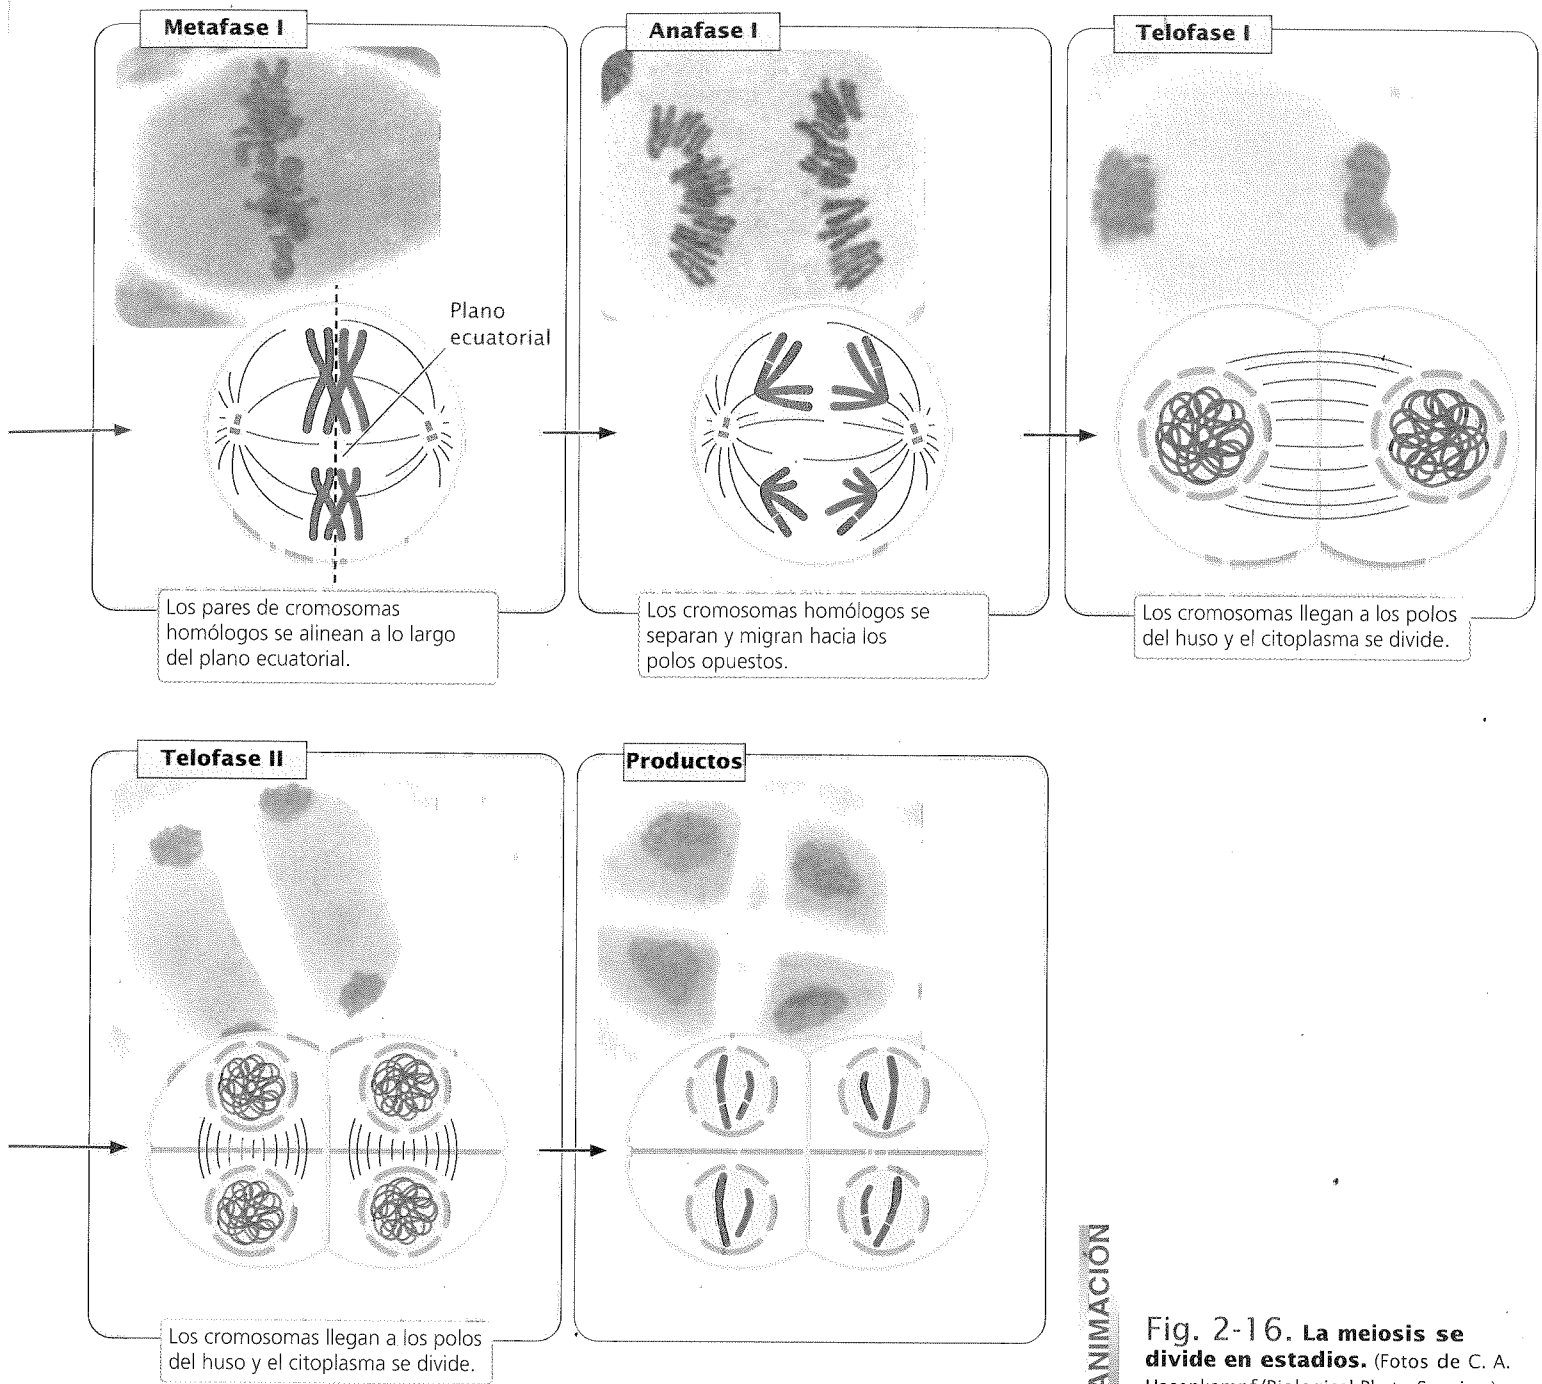 Metafase I
Anafase I
Telofase I
Plano
ecuatorial
Los pares de cromosomas
homólogos se alinean a lo largo
del plano ecuatorial.
Los cromosomas homólogos se
separan y migran hacia los
polos opuestos.
Los cromosomas llegan a los polos
del huso y el citoplasma se divide.
Telofase II
Productos
Los cromosomas llegan a los polos
del huso y el citoplasma se divide.
ANIMACIÓN
Fig. 2-16. La meiosis se
divide en estadios. (Fotos de C. A.